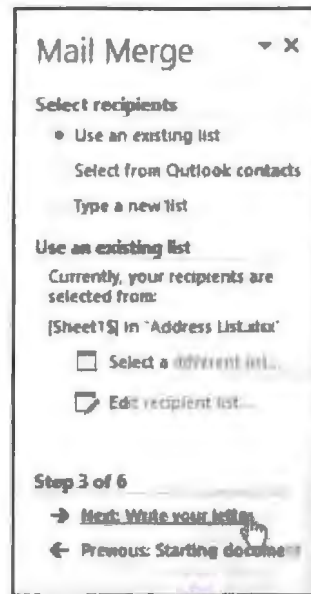 Mail Merge
Select recipients
Use an existing list
Select from Outlook contacts
Type a new list
Use an existing list
Currently, your recipients are
selected from:
[Sheet1$] in "Address List.xlsx"
Select a different list...
Edit recipient list...
Step 3 of 6
→ Next: Write your letter
← Previous: Starting document